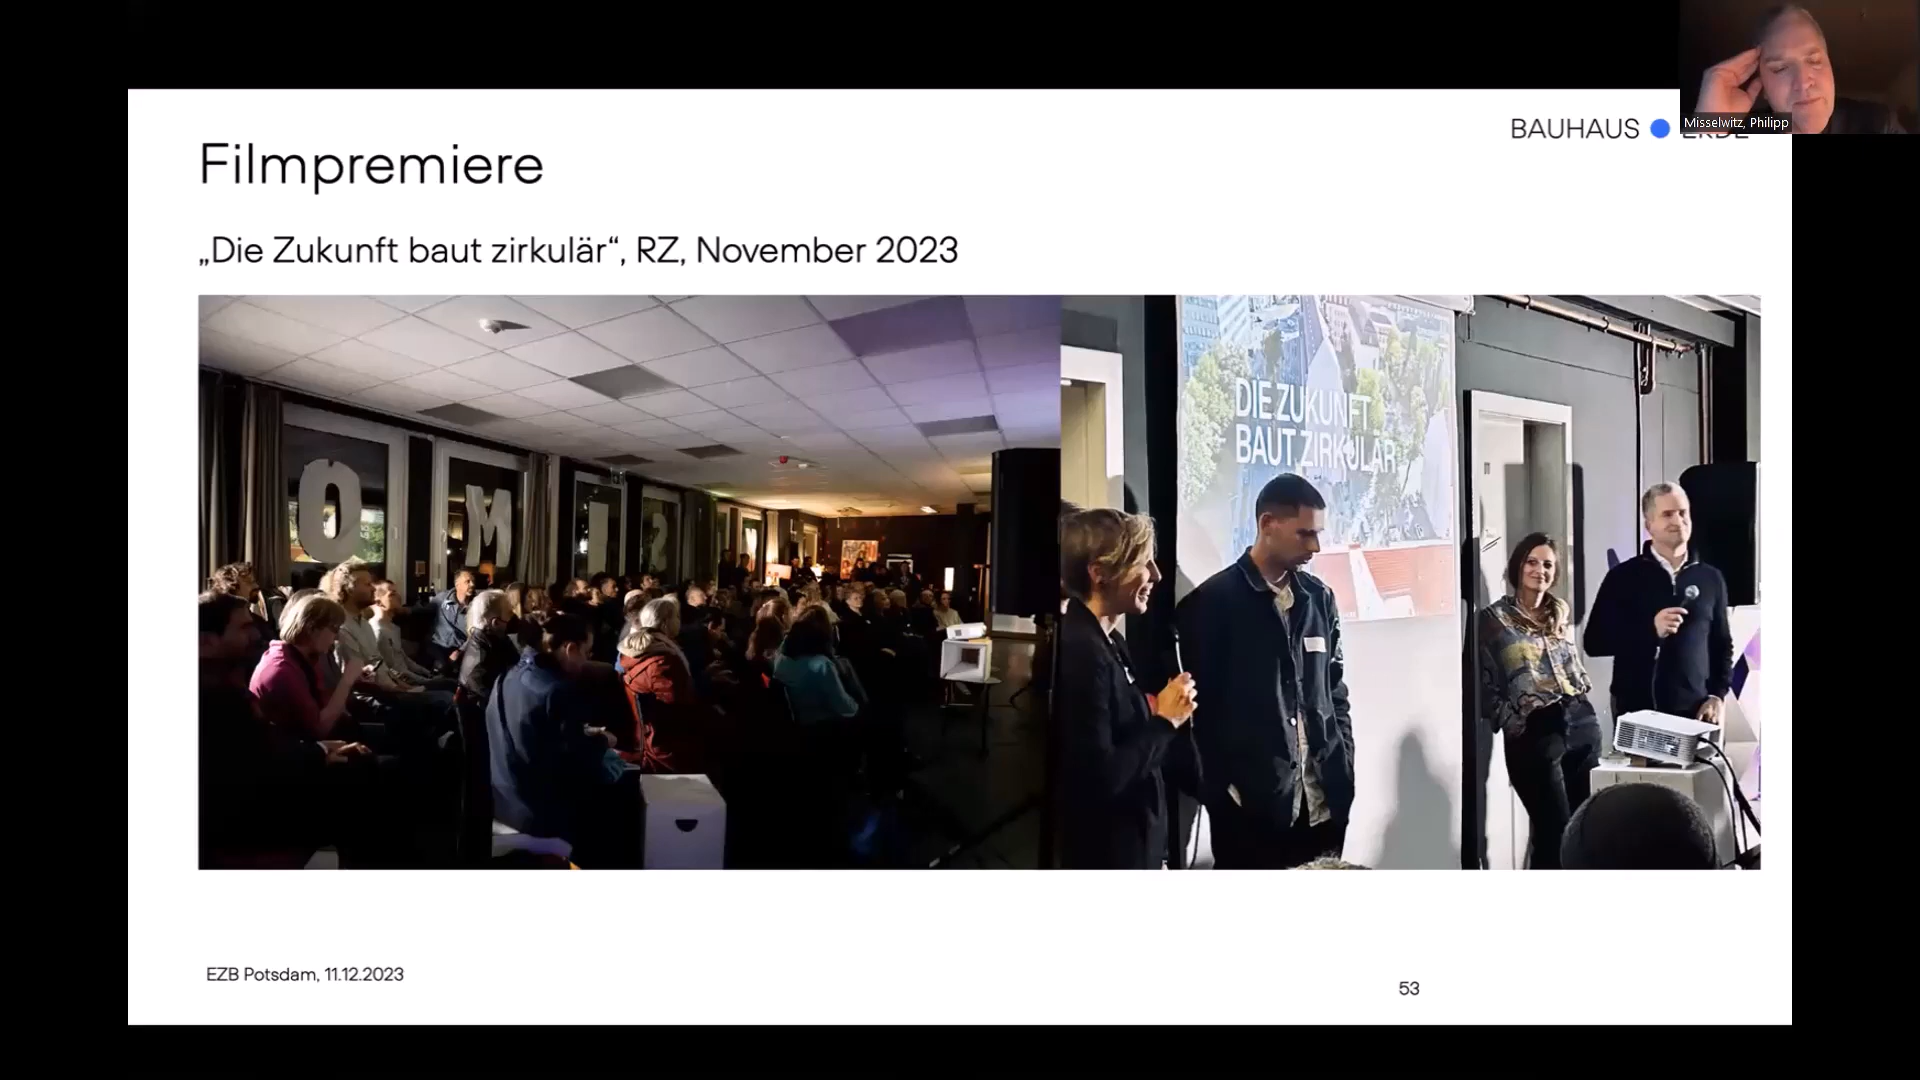 Misselwitz, Philipp
BAUHAUS ERDE
Filmpremiere
„Die Zukunft baut zirkulär“, RZ, November 2023
DIE ZUKUNFT
BAUT ZIRKULÄR
EZB Potsdam, 11.12.2023
53